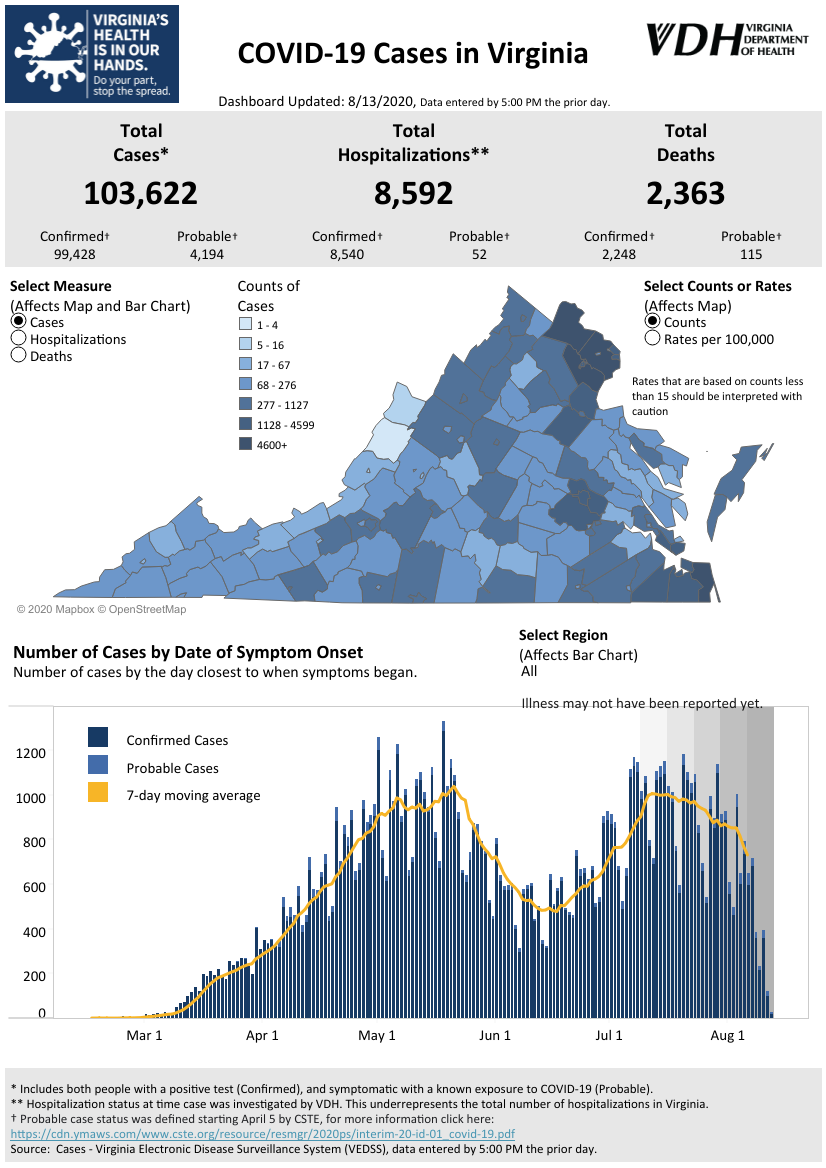 VIRGINIA'S
HEALTH
IS IN OUR
HANDS.
Do your part,
stop the spread.
COVID-19 Cases in Virginia
VDH VIRGINIA
DEPARTMENT
OF HEALTH
Dashboard Updated: 8/13/2020, Data entered by 5:00 PM the prior day.
Total
Cases*
103,622
Confirmed† Probable†
99,428 4,194
Total
Hospitalizations**
8,592
Confirmed† Probable†
8,540 52
Total
Deaths
2,363
Confirmed† Probable†
2,248 115
Select Measure
(Affects Map and Bar Chart)
Cases
Hospitalizations
Deaths
Counts of
Cases
1 - 4
5 - 16
17 - 67
68 - 276
277 - 1127
1128 - 4599
4600+
Select Counts or Rates
(Affects Map)
Counts
Rates per 100,000
Rates that are based on counts less
than 15 should be interpreted with
caution
© 2020 Mapbox © OpenStreetMap
Number of Cases by Date of Symptom Onset
Number of cases by the day closest to when symptoms began.
Select Region
(Affects Bar Chart)
All
Illness may not have been reported yet.
Confirmed Cases
Probable Cases
7-day moving average
1200
1000
800
600
400
200
0
Mar 1 Apr 1 May 1 Jun 1 Jul 1 Aug 1
* Includes both people with a positive test (Confirmed), and symptomatic with a known exposure to COVID-19 (Probable).
** Hospitalization status at time case was investigated by VDH. This underrepresents the total number of hospitalizations in Virginia.
† Probable case status was defined starting April 5 by CSTE, for more information click here:
https://cdn.ymaws.com/www.cste.org/resource/resmgr/2020ps/interim-20-id-01_covid-19.pdf
Source: Cases - Virginia Electronic Disease Surveillance System (VEDSS), data entered by 5:00 PM the prior day.